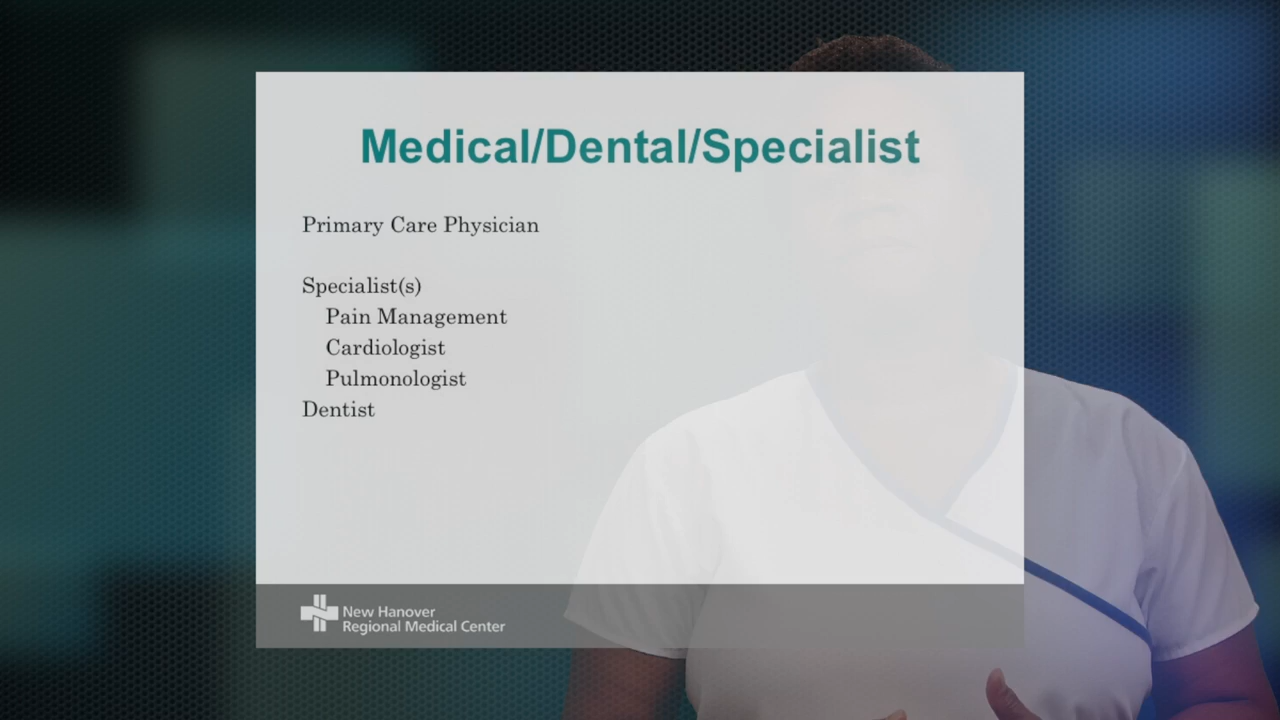 Medical/Dental/Specialist
Primary Care Physician
Specialist(s)
Pain Management
Cardiologist
Pulmonologist
Dentist
New Hanover
Regional Medical Center